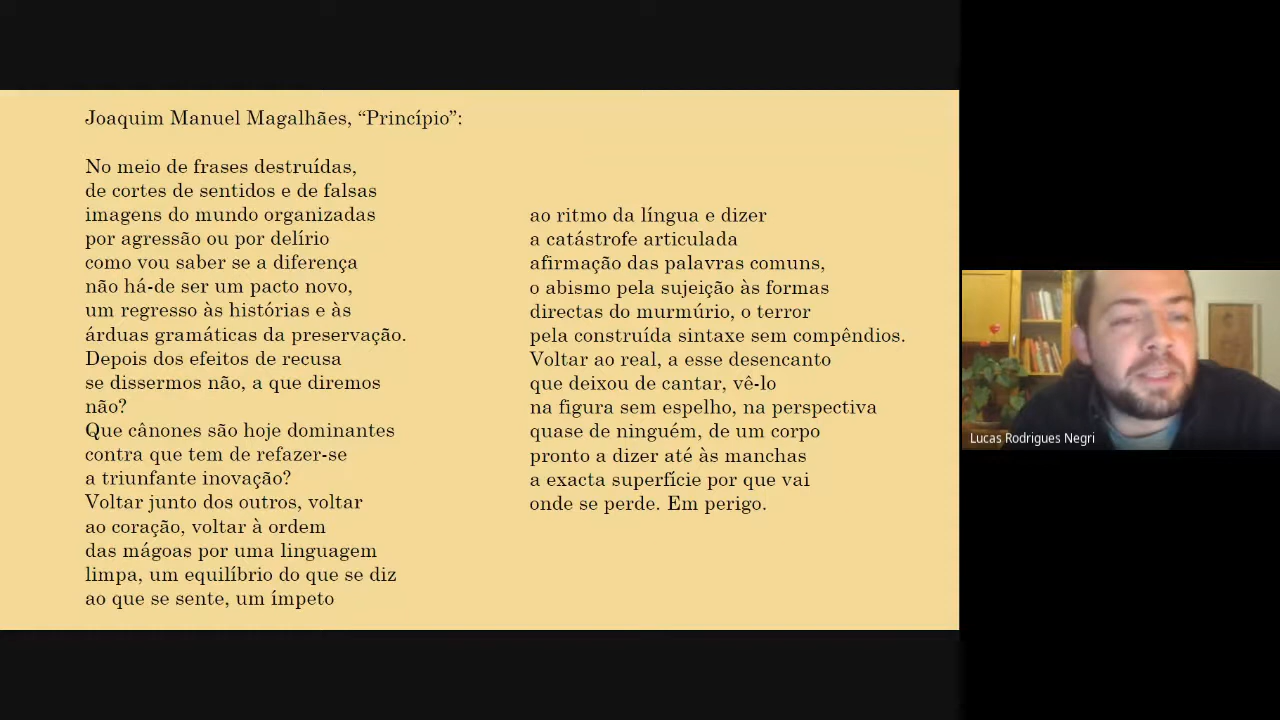 Joaquim Manuel Magalhães, “Princípio”:
No meio de frases destruídas,
de cortes de sentidos e de falsas
imagens do mundo organizadas
por agressão ou por delírio
como vou saber se a diferença
não há-de ser um pacto novo,
um regresso às histórias e às
árduas gramáticas da preservação.
Depois dos efeitos de recusa
se dissermos não, a que diremos
não?
Que cânones são hoje dominantes
contra que tem de refazer-se
a triunfante inovação?
Voltar junto dos outros, voltar
ao coração, voltar à ordem
das mágoas por uma linguagem
limpa, um equilíbrio do que se diz
ao que se sente, um ímpeto
ao ritmo da língua e dizer
a catástrofe articulada
afirmação das palavras comuns,
o abismo pela sujeição às formas
directas do murmúrio, o terror
pela construída sintaxe sem compêndios.
Voltar ao real, a esse desencanto
que deixou de cantar, vê-lo
na figura sem espelho, na perspectiva
quase de ninguém, de um corpo
pronto a dizer até às manchas
a exacta superfície por que vai
onde se perde. Em perigo.
Lucas Rodrigues Negri